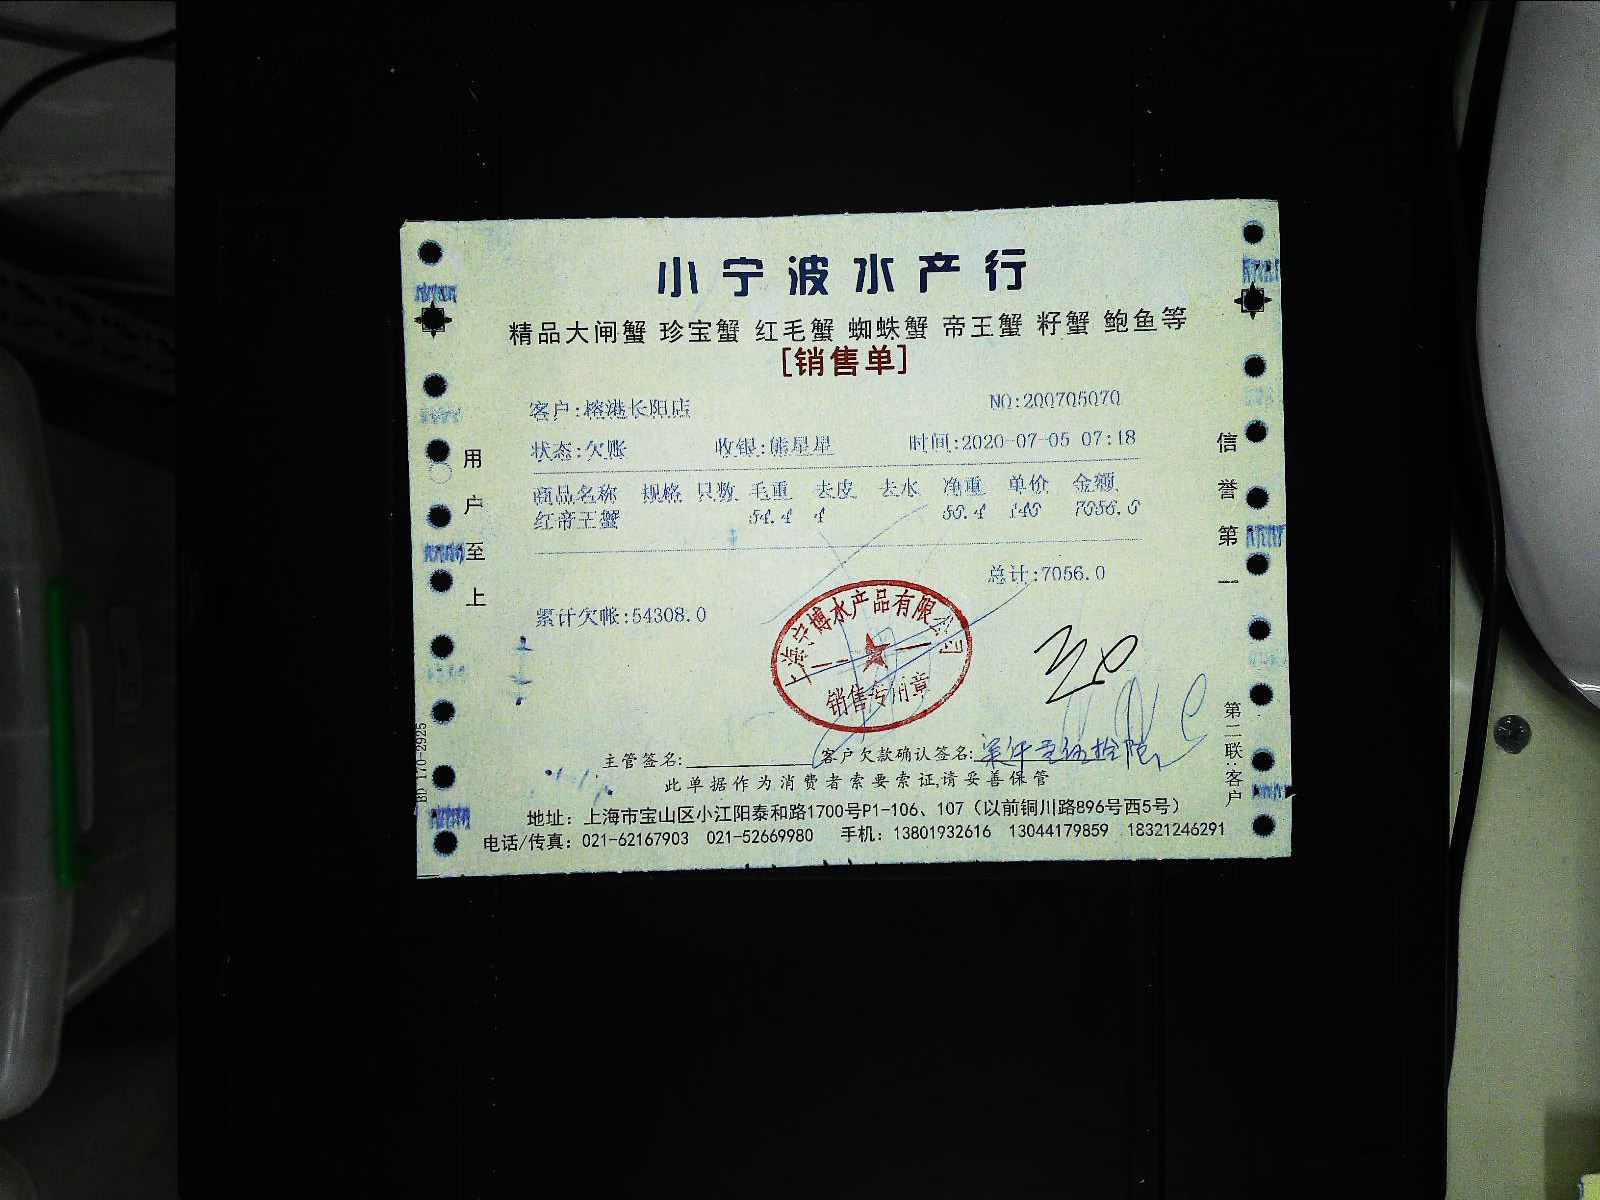 小宁波水产行
精品大闸蟹 珍宝蟹 红毛蟹 蜘蛛蟹 帝王蟹 籽蟹 鲍鱼等
[销售单]
客户:榕港长阳店 NO:200705070
状态:欠账 收银:熊星星 时间:2020-07-05 07:18
商品名称 规格 只数 毛重 去皮 去水 净重 单价 金额
红帝王蟹 54.4 4 50.4 140 7056.0
总计:7056.0
累计欠帐:54308.0
上海宁博水产品有限公司
销售专用章
主管签名: 客户欠款确认签名:
此单据作为消费者索要索证,请妥善保管
地址：上海市宝山区小江阳泰和路1700号P1-106、107（以前铜川路896号西5号）
电话/传真：021-62167903 021-52669980 手机：13801932616 13044179859 18321246291
用户至上
信誉第一
第二联:客户
BD 170-2925